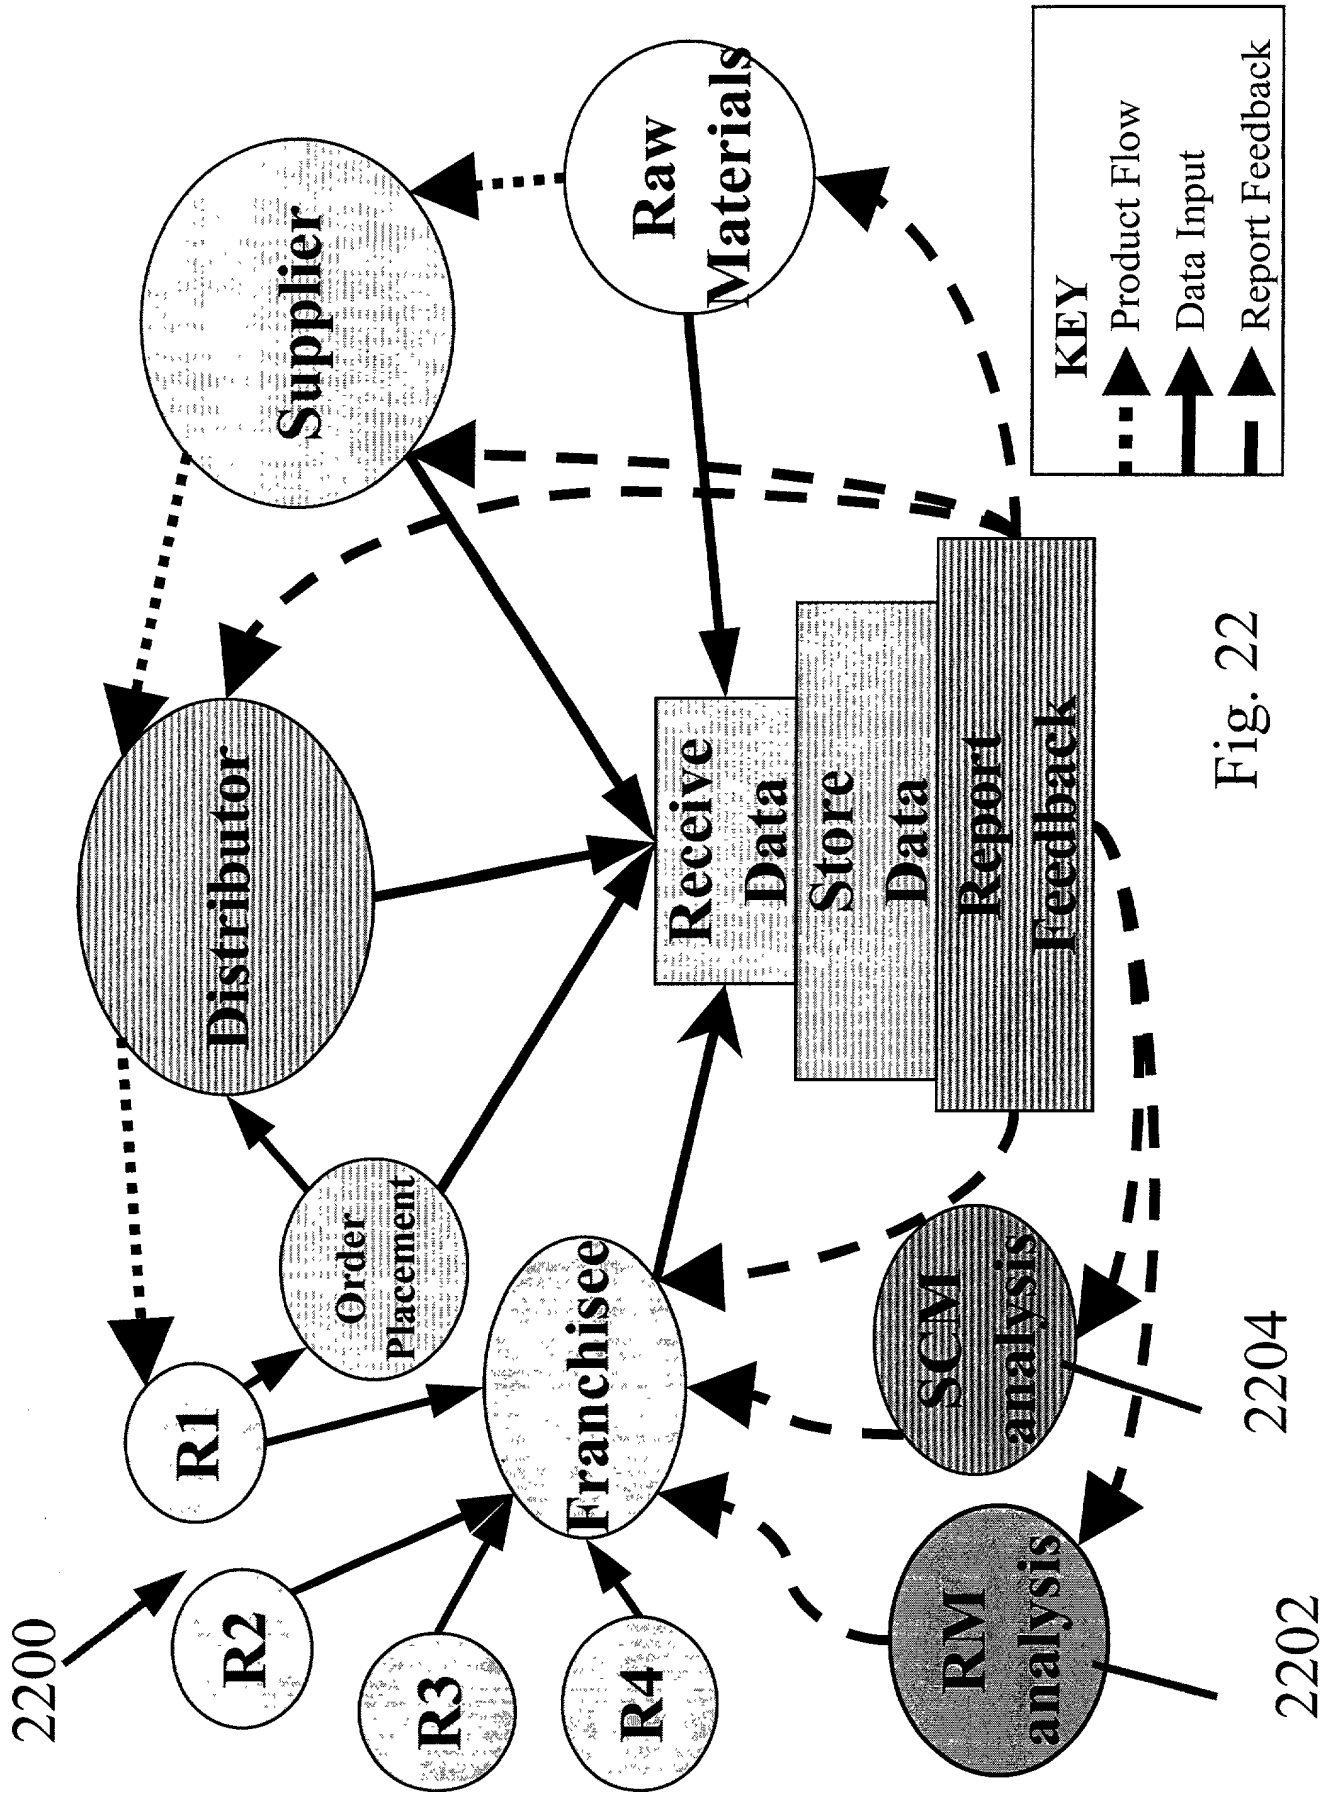 2200
R1
R2
R3
R4
Order
Placement
Distributor
Supplier
Raw
Materials
Franchisee
Receive
Data
Store
Data
Report
Feedback
SCM
analysis
RM
analysis
2202
2204
KEY
Product Flow
Data Input
Report Feedback
Fig. 22